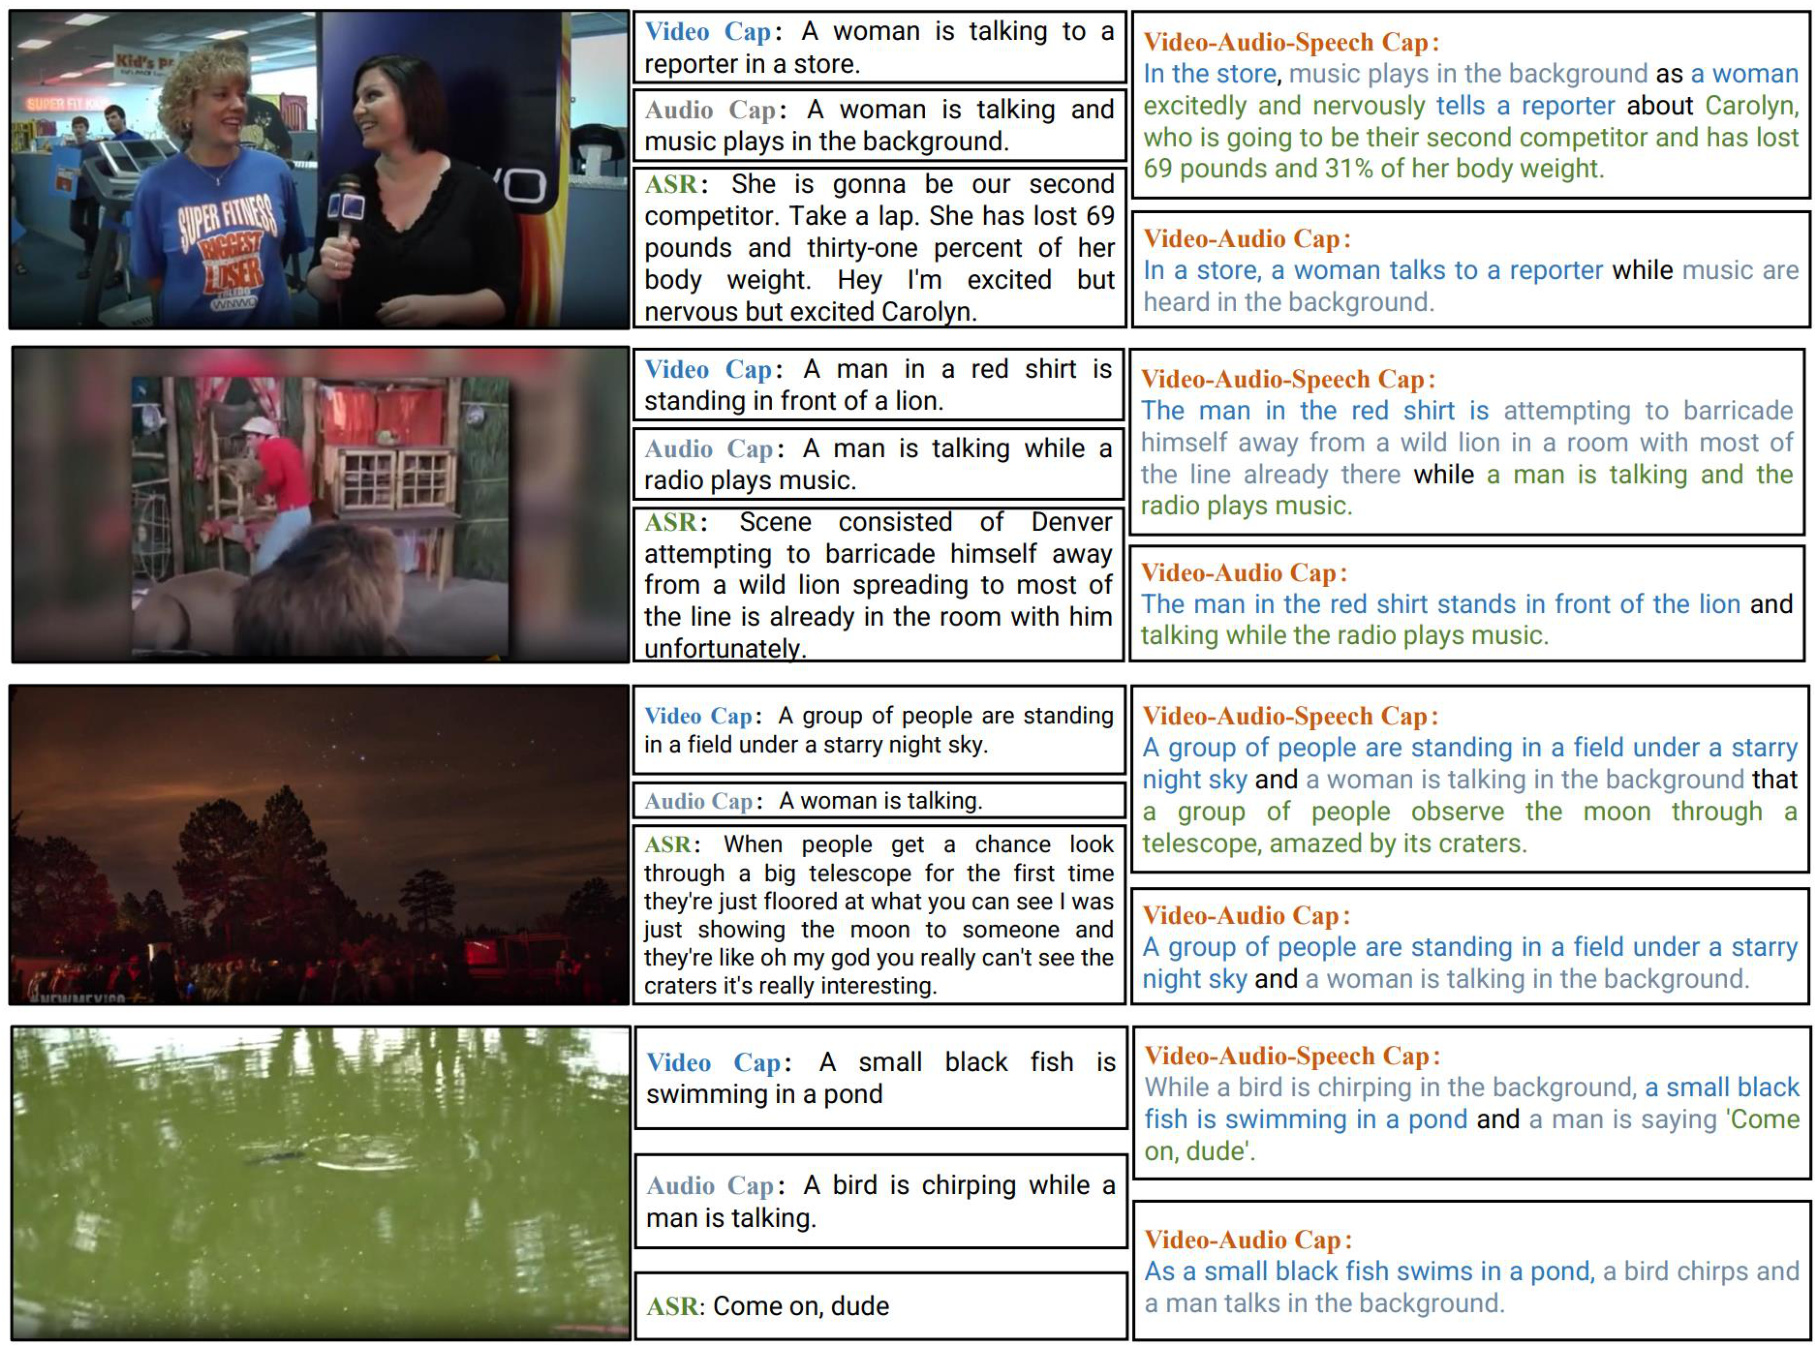 Kid's Pa
SUPER FIT KIDS
SUPER FITNESS
BIGGEST
LOSER
TOLEDO
WNWO
VO
Video Cap: A woman is talking to a
reporter in a store.
Audio Cap: A woman is talking and
music plays in the background.
ASR: She is gonna be our second
competitor. Take a lap. She has lost 69
pounds and thirty-one percent of her
body weight. Hey I'm excited but
nervous but excited Carolyn.
Video-Audio-Speech Cap:
In the store, music plays in the background as a woman
excitedly and nervously tells a reporter about Carolyn,
who is going to be their second competitor and has lost
69 pounds and 31% of her body weight.
Video-Audio Cap:
In a store, a woman talks to a reporter while music are
heard in the background.
Video Cap: A man in a red shirt is
standing in front of a lion.
Audio Cap: A man is talking while a
radio plays music.
ASR: Scene consisted of Denver
attempting to barricade himself away
from a wild lion spreading to most of
the line is already in the room with him
unfortunately.
Video-Audio-Speech Cap:
The man in the red shirt is attempting to barricade
himself away from a wild lion in a room with most of
the line already there while a man is talking and the
radio plays music.
Video-Audio Cap:
The man in the red shirt stands in front of the lion and
talking while the radio plays music.
#NEWMEXICO
Video Cap: A group of people are standing
in a field under a starry night sky.
Audio Cap: A woman is talking.
ASR: When people get a chance look
through a big telescope for the first time
they're just floored at what you can see I was
just showing the moon to someone and
they're like oh my god you really can't see the
craters it's really interesting.
Video-Audio-Speech Cap:
A group of people are standing in a field under a starry
night sky and a woman is talking in the background that
a group of people observe the moon through a
telescope, amazed by its craters.
Video-Audio Cap:
A group of people are standing in a field under a starry
night sky and a woman is talking in the background.
Video Cap: A small black fish is
swimming in a pond
Audio Cap: A bird is chirping while a
man is talking.
ASR: Come on, dude
Video-Audio-Speech Cap:
While a bird is chirping in the background, a small black
fish is swimming in a pond and a man is saying 'Come
on, dude'.
Video-Audio Cap:
As a small black fish swims in a pond, a bird chirps and
a man talks in the background.